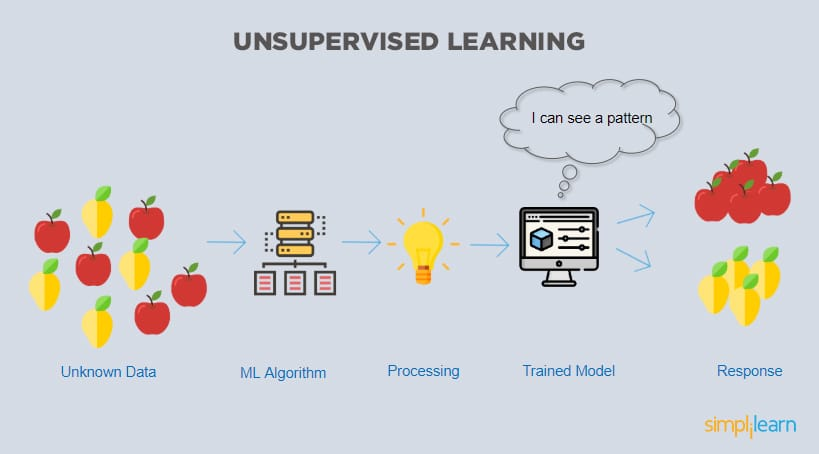 UNSUPERVISED LEARNING
I can see a pattern
Unknown Data
ML Algorithm
Processing
Trained Model
Response
simplilearn